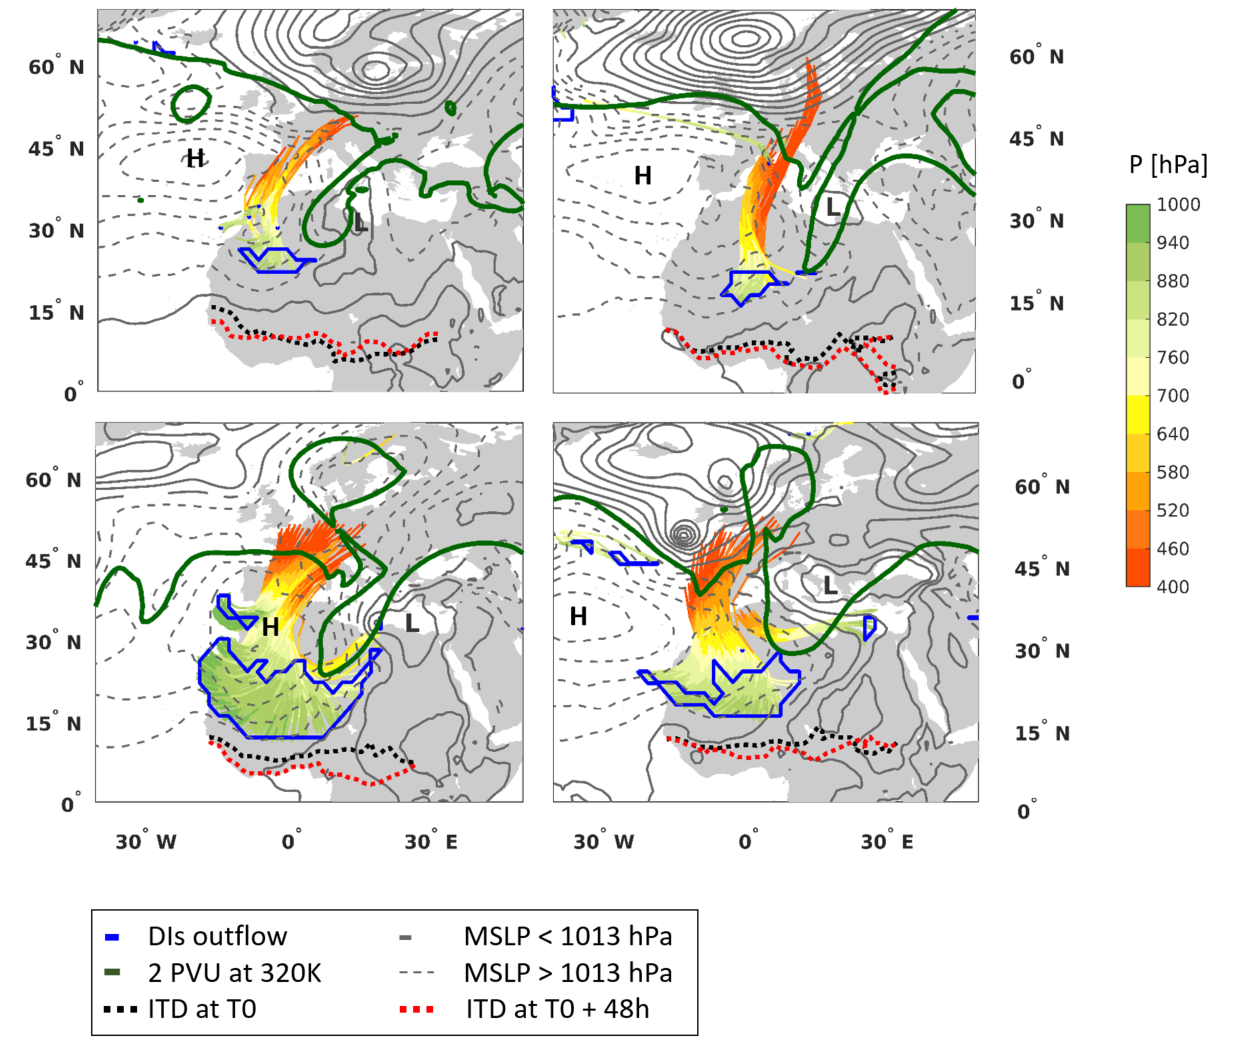 60° N
45° N
30° N
15° N
0°
H
L
60° N
45° N
30° N
15° N
0°
H
L
P [hPa]
1000
940
880
820
760
700
640
580
520
460
400
60° N
45° N
30° N
15° N
0°
H
L
60° N
45° N
30° N
15° N
0°
H
L
30° W
0°
30° E
30° W
0°
30° E
DIs outflow
MSLP < 1013 hPa
2 PVU at 320K
MSLP > 1013 hPa
ITD at T0
ITD at T0 + 48h